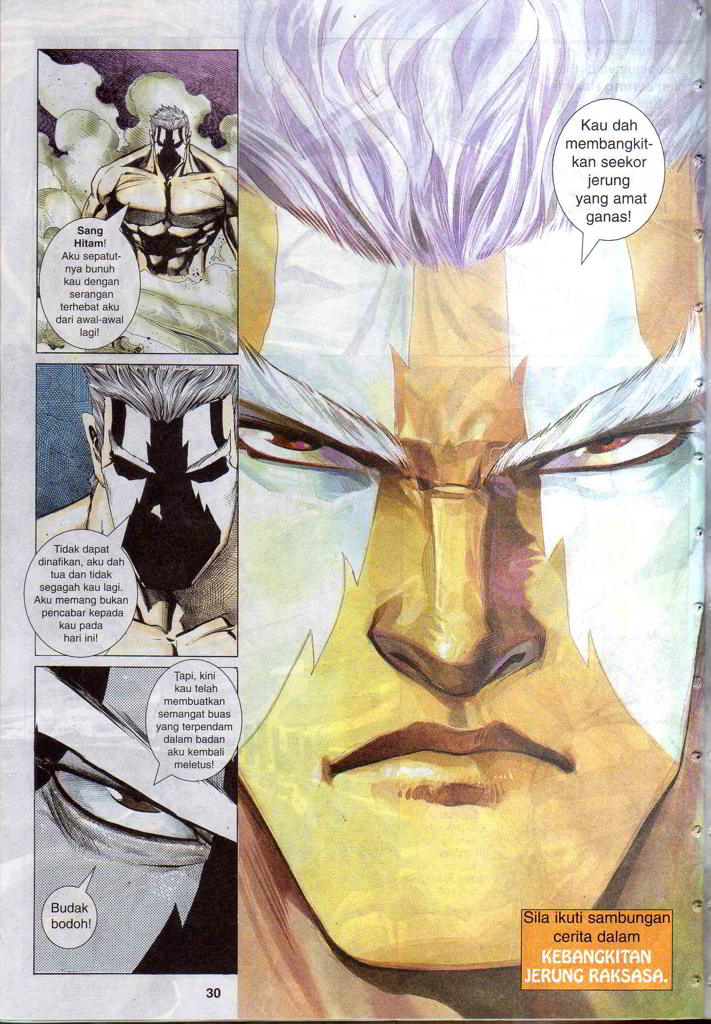 Sang
Hitam!
Aku sepatut-
nya bunuh
kau dengan
serangan
terhebat aku
dari awal-awal
lagi!
Tidak dapat
dinafikan, aku dah
tua dan tidak
segagah kau lagi.
Aku memang bukan
pencabar kepada
kau pada
hari ini!
Tapi, kini
kau telah
membuatkan
semangat buas
yang terpendam
dalam badan
aku kembali
meletus!
Budak
bodoh!
Kau dah
membangkit-
kan seekor
jerung
yang amat
ganas!
Sila ikuti sambungan
cerita dalam
KEBANGKITAN
JERUNG RAKSASA.
30